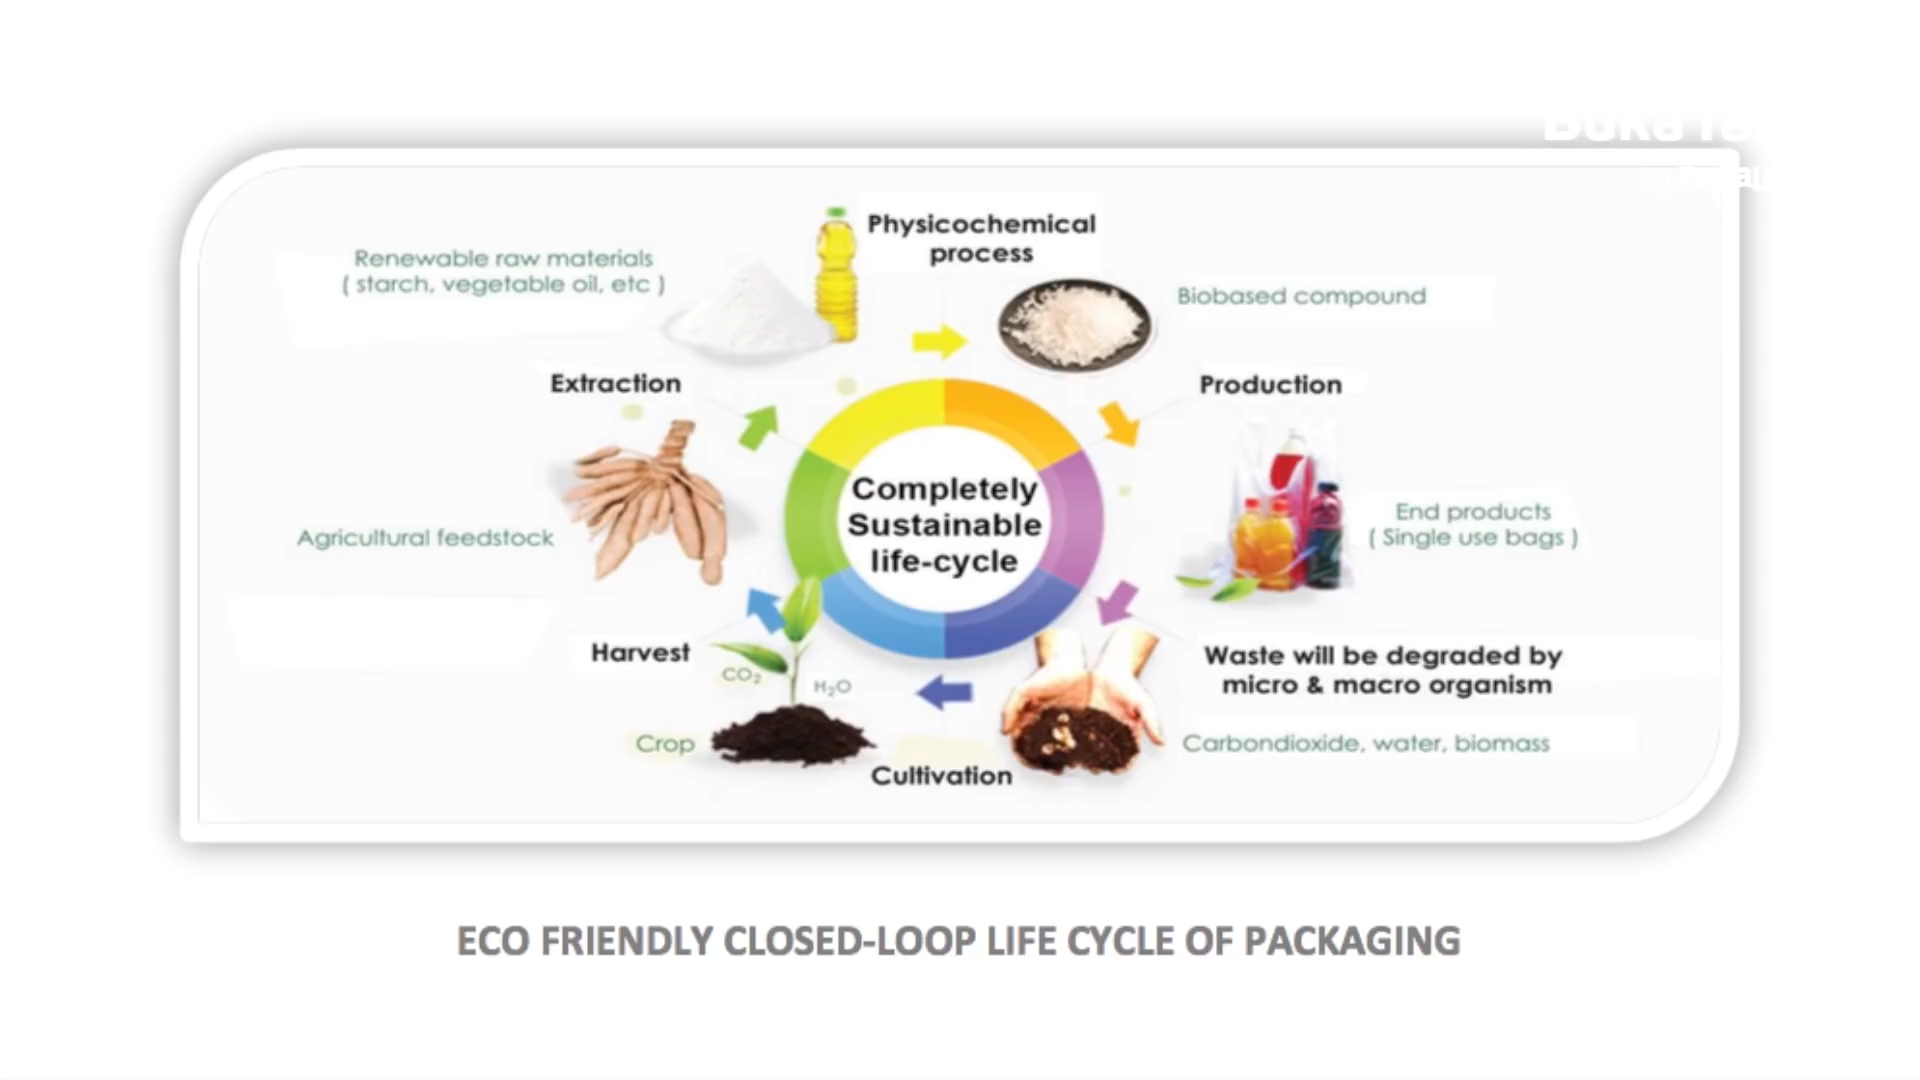 Physicochemical
process
Renewable raw materials
( starch, vegetable oil, etc )
Biobased compound
Extraction
Production
Completely
Sustainable
life-cycle
Agricultural feedstock
End products
( Single use bags )
Harvest
Waste will be degraded by
micro & macro organism
CO₂
H₂O
Crop
Carbondioxide, water, biomass
Cultivation
ECO FRIENDLY CLOSED-LOOP LIFE CYCLE OF PACKAGING